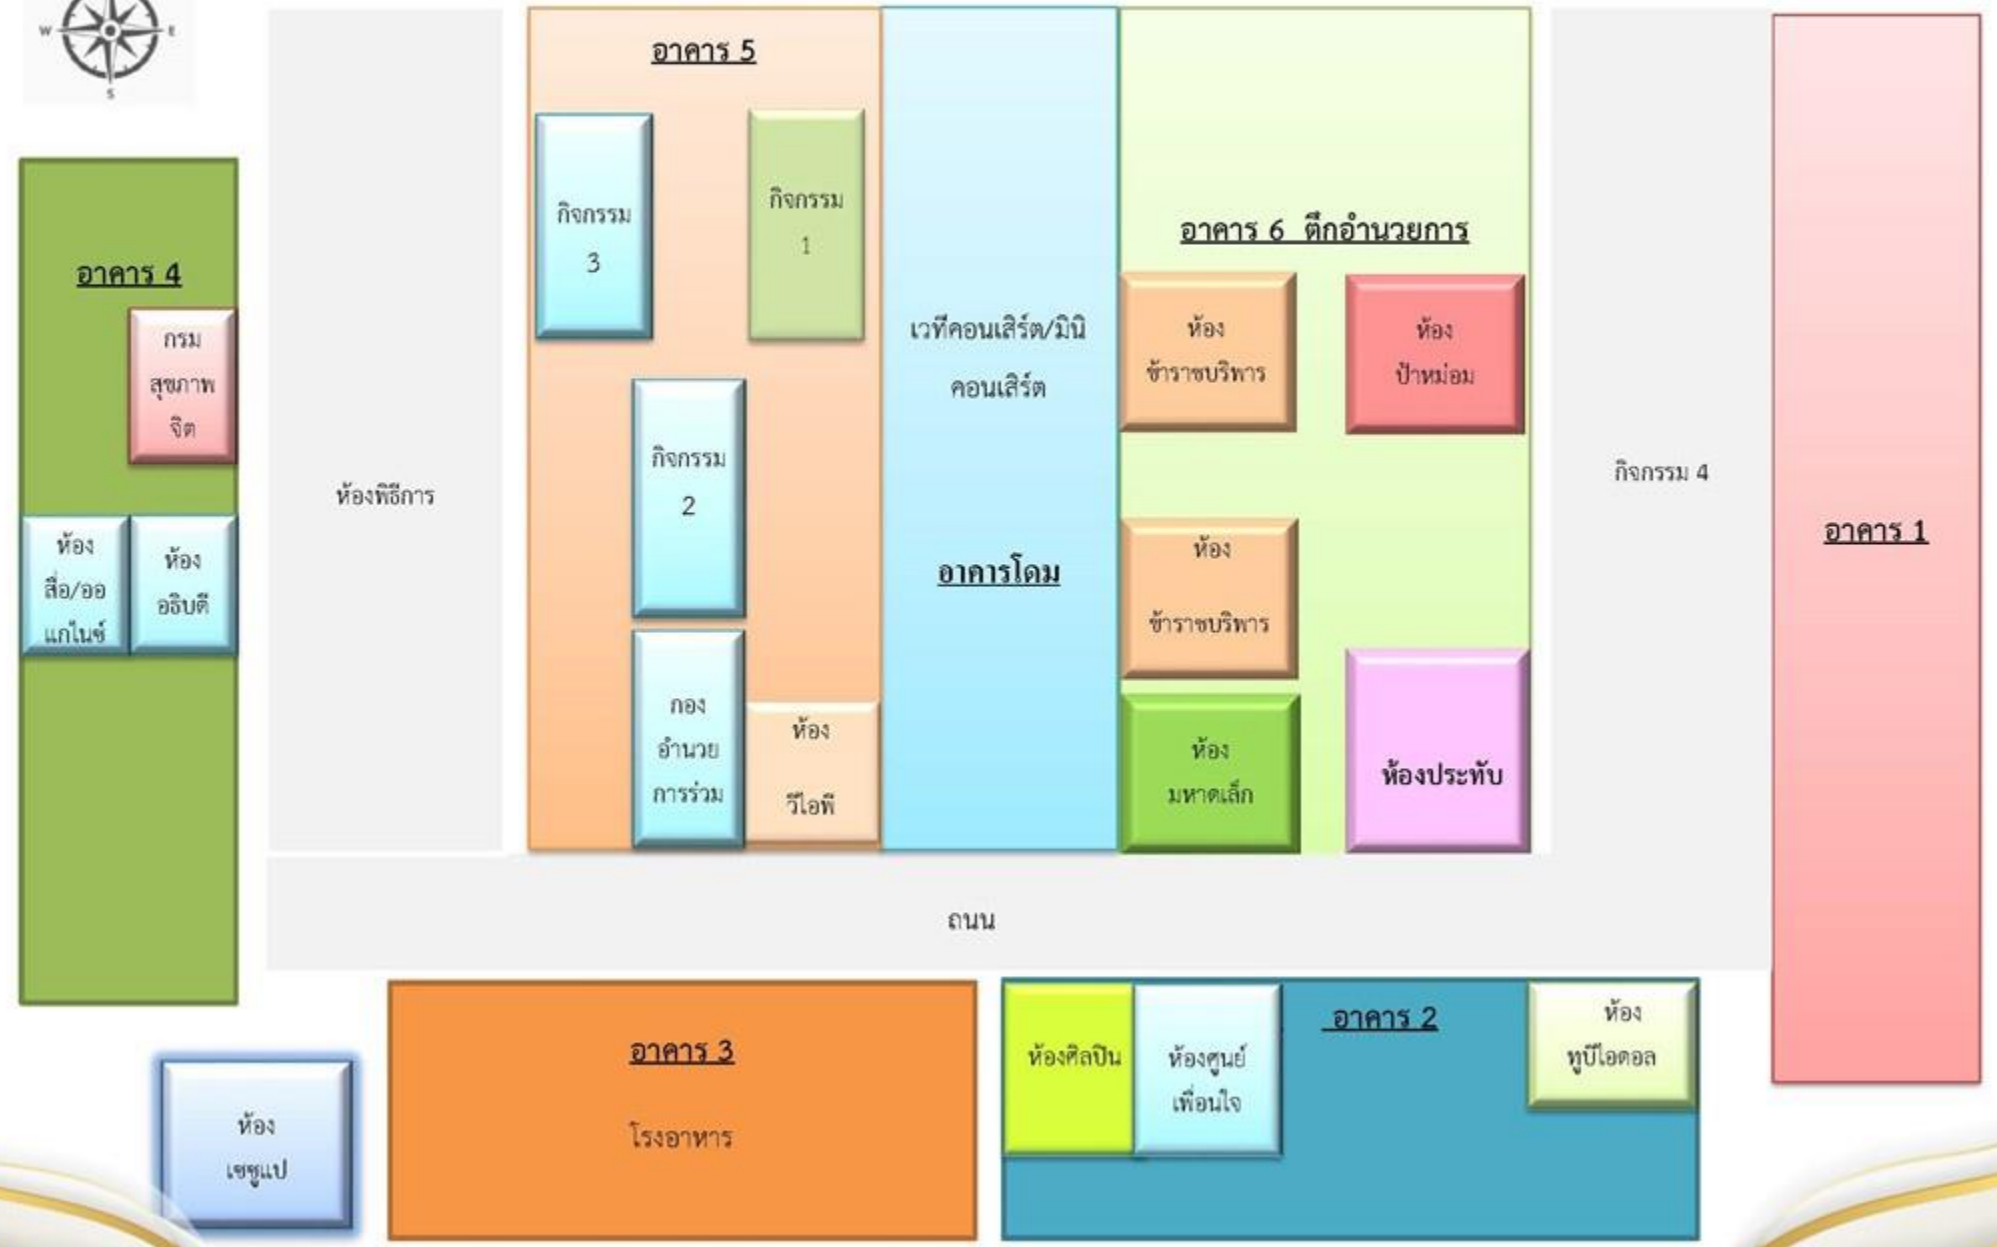 W
E
S
อาคาร 5
กิจกรรม
3
กิจกรรม
1
กิจกรรม
2
กอง
อำนวย
การร่วม
ห้อง
วีไอพี
อาคาร 4
กรม
สุขภาพ
จิต
ห้อง
สื่อ/ออ
แกไนซ์
ห้อง
อธิบดี
ห้องพิธีการ
เวทีคอนเสิร์ต/มินิ
คอนเสิร์ต
อาคารโดม
อาคาร 6 ตึกอำนวยการ
ห้อง
ข้าราชบริพาร
ห้อง
ป้าหม่อม
ห้อง
ข้าราชบริพาร
ห้อง
มหาดเล็ก
ห้องประทับ
กิจกรรม 4
อาคาร 1
ถนน
ห้อง
เซซูแป
อาคาร 3
โรงอาหาร
ห้องศิลปิน
ห้องศูนย์
เพื่อนใจ
อาคาร 2
ห้อง
ทูบีไอดอล